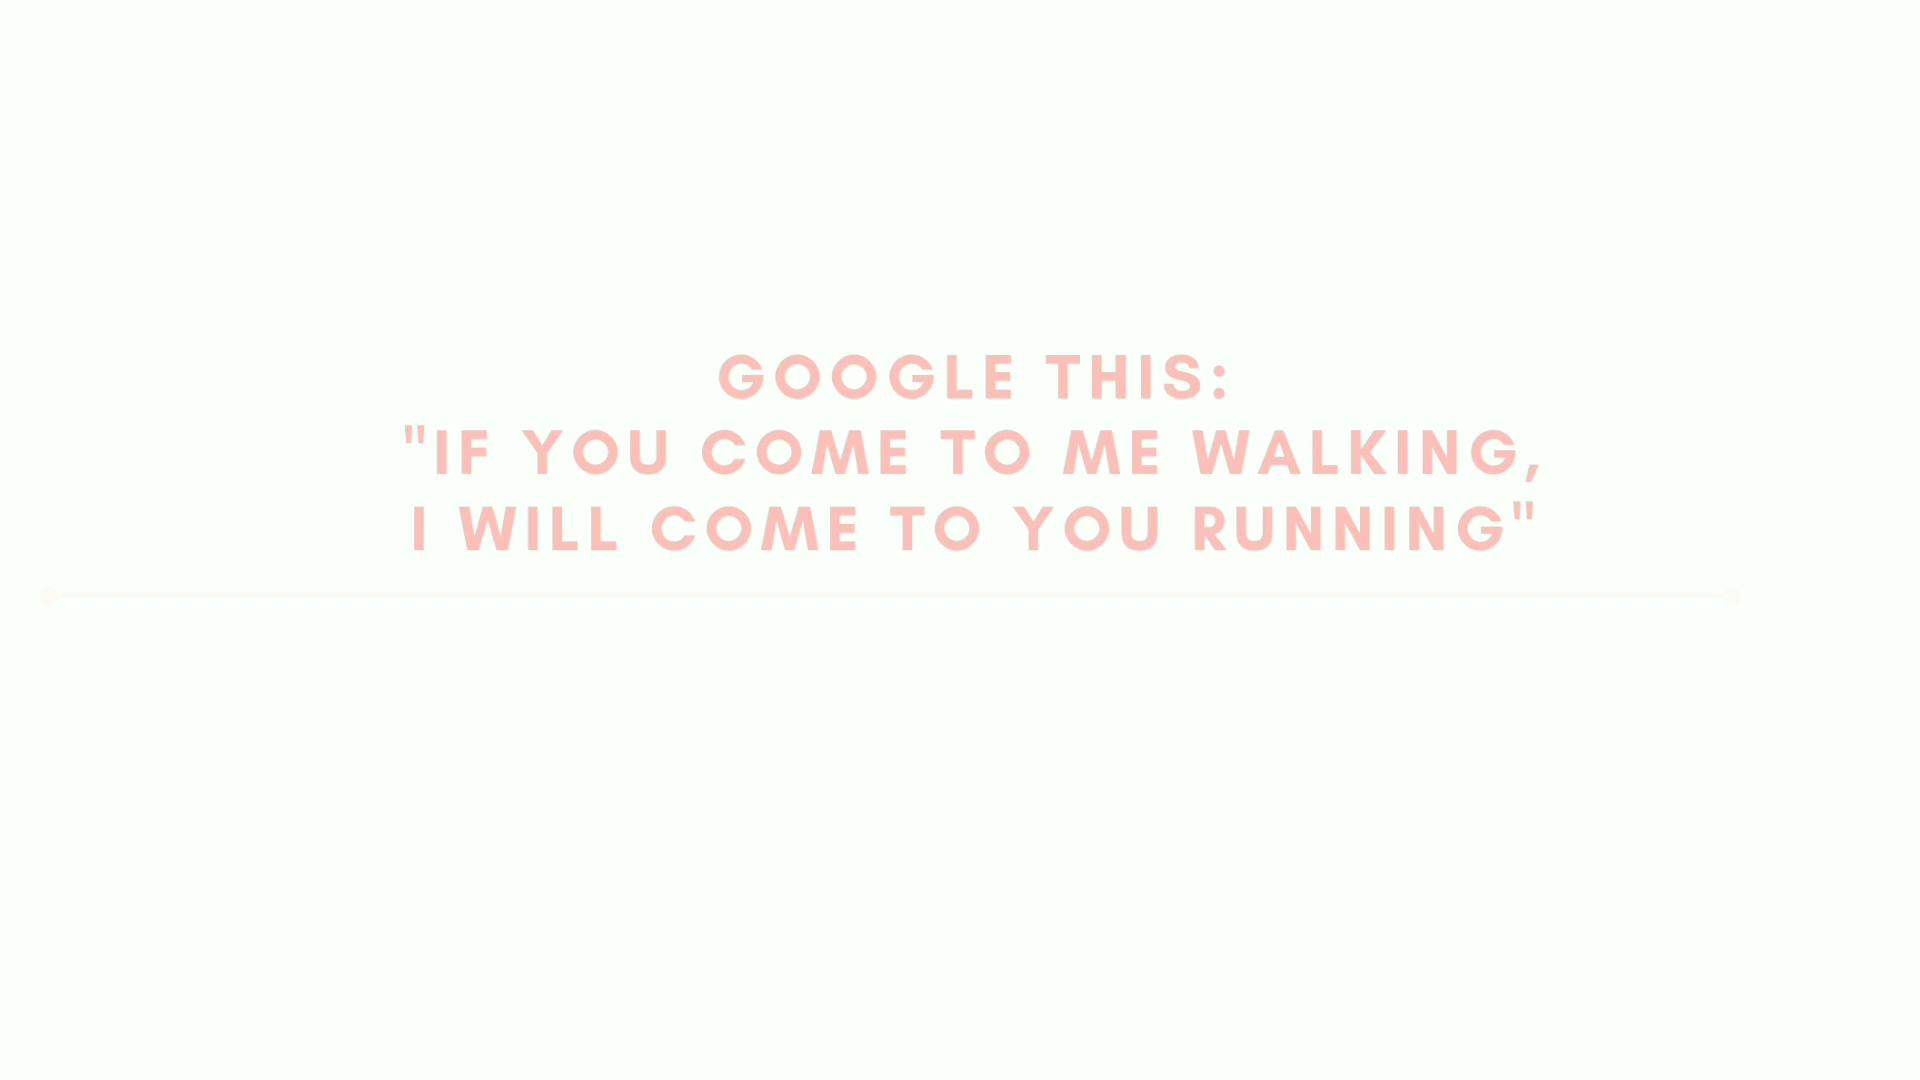 GOOGLE THIS:
"IF YOU COME TO ME WALKING,
I WILL COME TO YOU RUNNING"